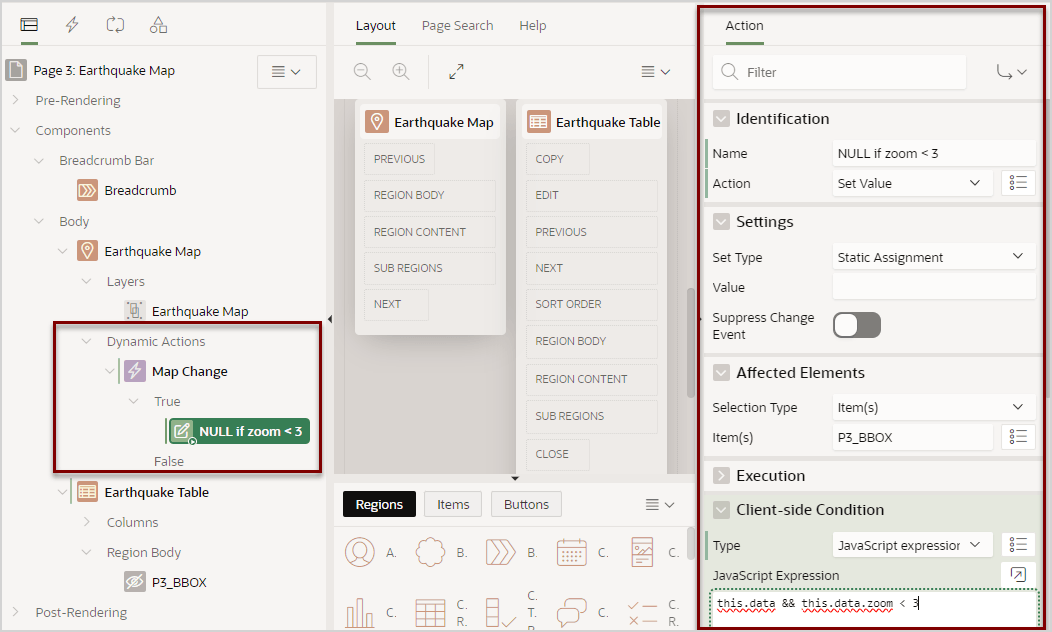 Page 3: Earthquake Map
Pre-Rendering
Components
Breadcrumb Bar
Breadcrumb
Body
Earthquake Map
Layers
Earthquake Map
Dynamic Actions
Map Change
True
NULL if zoom < 3
False
Earthquake Table
Columns
Region Body
P3_BBOX
Post-Rendering
Layout Page Search Help
Earthquake Map
PREVIOUS
REGION BODY
REGION CONTENT
SUB REGIONS
NEXT
Earthquake Table
COPY
EDIT
PREVIOUS
NEXT
SORT ORDER
REGION BODY
REGION CONTENT
SUB REGIONS
CLOSE
Regions Items Buttons
A. B. B. C. C.
C. C. R. C. T. R. C. C. R.
Action
Filter
Identification
Name NULL if zoom < 3
Action Set Value
Settings
Set Type Static Assignment
Value
Suppress Change
Event
Affected Elements
Selection Type Item(s)
Item(s) P3_BBOX
Execution
Client-side Condition
Type JavaScript expression
JavaScript Expression
this.data && this.data.zoom < 3